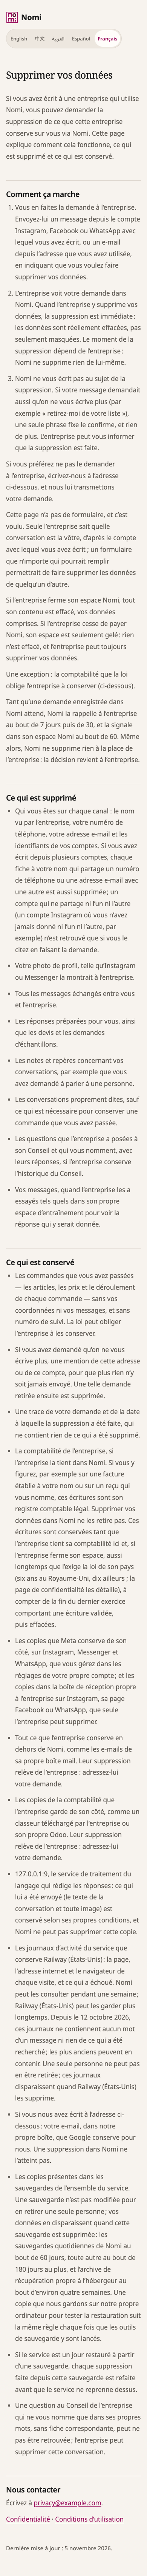 Nomi
English 中文 العربية Español Français
Supprimer vos données
Si vous avez écrit à une entreprise qui utilise
Nomi, vous pouvez demander la
suppression de ce que cette entreprise
conserve sur vous via Nomi. Cette page
explique comment cela fonctionne, ce qui
est supprimé et ce qui est conservé.
Comment ça marche
1. Vous en faites la demande à l'entreprise.
Envoyez-lui un message depuis le compte
Instagram, Facebook ou WhatsApp avec
lequel vous avez écrit, ou un e-mail
depuis l'adresse que vous avez utilisée,
en indiquant que vous voulez faire
supprimer vos données.
2. L'entreprise voit votre demande dans
Nomi. Quand l'entreprise y supprime vos
données, la suppression est immédiate :
les données sont réellement effacées, pas
seulement masquées. Le moment de la
suppression dépend de l'entreprise ;
Nomi ne supprime rien de lui-même.
3. Nomi ne vous écrit pas au sujet de la
suppression. Si votre message demandait
aussi qu'on ne vous écrive plus (par
exemple « retirez-moi de votre liste »),
une seule phrase fixe le confirme, et rien
de plus. L'entreprise peut vous informer
que la suppression est faite.
Si vous préférez ne pas le demander
à l'entreprise, écrivez-nous à l'adresse
ci-dessous, et nous lui transmettons
votre demande.
Cette page n'a pas de formulaire, et c'est
voulu. Seule l'entreprise sait quelle
conversation est la vôtre, d'après le compte
avec lequel vous avez écrit ; un formulaire
que n'importe qui pourrait remplir
permettrait de faire supprimer les données
de quelqu'un d'autre.
Si l'entreprise ferme son espace Nomi, tout
son contenu est effacé, vos données
comprises. Si l'entreprise cesse de payer
Nomi, son espace est seulement gelé : rien
n'est effacé, et l'entreprise peut toujours
supprimer vos données.
Une exception : la comptabilité que la loi
oblige l'entreprise à conserver (ci-dessous).
Tant qu'une demande enregistrée dans
Nomi attend, Nomi la rappelle à l'entreprise
au bout de 7 jours puis de 30, et la signale
dans son espace Nomi au bout de 60. Même
alors, Nomi ne supprime rien à la place de
l'entreprise : la décision revient à l'entreprise.
Ce qui est supprimé
• Qui vous êtes sur chaque canal : le nom
vu par l'entreprise, votre numéro de
téléphone, votre adresse e-mail et les
identifiants de vos comptes. Si vous avez
écrit depuis plusieurs comptes, chaque
fiche à votre nom qui partage un numéro
de téléphone ou une adresse e-mail avec
une autre est aussi supprimée ; un
compte qui ne partage ni l'un ni l'autre
(un compte Instagram où vous n'avez
jamais donné ni l'un ni l'autre, par
exemple) n'est retrouvé que si vous le
citez en faisant la demande.
• Votre photo de profil, telle qu'Instagram
ou Messenger la montrait à l'entreprise.
• Tous les messages échangés entre vous
et l'entreprise.
• Les réponses préparées pour vous, ainsi
que les devis et les demandes
d'échantillons.
• Les notes et repères concernant vos
conversations, par exemple que vous
avez demandé à parler à une personne.
• Les conversations proprement dites, sauf
ce qui est nécessaire pour conserver une
commande que vous avez passée.
• Les questions que l'entreprise a posées à
son Conseil et qui vous nomment, avec
leurs réponses, si l'entreprise conserve
l'historique du Conseil.
• Vos messages, quand l'entreprise les a
essayés tels quels dans son propre
espace d'entraînement pour voir la
réponse qui y serait donnée.
Ce qui est conservé
• Les commandes que vous avez passées
— les articles, les prix et le déroulement
de chaque commande — sans vos
coordonnées ni vos messages, et sans
numéro de suivi. La loi peut obliger
l'entreprise à les conserver.
• Si vous avez demandé qu'on ne vous
écrive plus, une mention de cette adresse
ou de ce compte, pour que plus rien n'y
soit jamais envoyé. Une telle demande
retirée ensuite est supprimée.
• Une trace de votre demande et de la date
à laquelle la suppression a été faite, qui
ne contient rien de ce qui a été supprimé.
• La comptabilité de l'entreprise, si
l'entreprise la tient dans Nomi. Si vous y
figurez, par exemple sur une facture
établie à votre nom ou sur un reçu qui
vous nomme, ces écritures sont son
registre comptable légal. Supprimer vos
données dans Nomi ne les retire pas. Ces
écritures sont conservées tant que
l'entreprise tient sa comptabilité ici et, si
l'entreprise ferme son espace, aussi
longtemps que l'exige la loi de son pays
(six ans au Royaume-Uni, dix ailleurs ; la
page de confidentialité les détaille), à
compter de la fin du dernier exercice
comportant une écriture validée,
puis effacées.
• Les copies que Meta conserve de son
côté, sur Instagram, Messenger et
WhatsApp, que vous gérez dans les
réglages de votre propre compte ; et les
copies dans la boîte de réception propre
à l'entreprise sur Instagram, sa page
Facebook ou WhatsApp, que seule
l'entreprise peut supprimer.
• Tout ce que l'entreprise conserve en
dehors de Nomi, comme les e-mails de
sa propre boîte mail. Leur suppression
relève de l'entreprise : adressez-lui
votre demande.
• Les copies de la comptabilité que
l'entreprise garde de son côté, comme un
classeur téléchargé par l'entreprise ou
son propre Odoo. Leur suppression
relève de l'entreprise : adressez-lui
votre demande.
• 127.0.0.1:9, le service de traitement du
langage qui rédige les réponses : ce qui
lui a été envoyé (le texte de la
conversation et toute image) est
conservé selon ses propres conditions, et
Nomi ne peut pas supprimer cette copie.
• Les journaux d'activité du service que
conserve Railway (États-Unis) : la page,
l'adresse internet et le navigateur de
chaque visite, et ce qui a échoué. Nomi
peut les consulter pendant une semaine ;
Railway (États-Unis) peut les garder plus
longtemps. Depuis le 12 octobre 2026,
ces journaux ne contiennent aucun mot
d'un message ni rien de ce qui a été
recherché ; les plus anciens peuvent en
contenir. Une seule personne ne peut pas
en être retirée ; ces journaux
disparaissent quand Railway (États-Unis)
les supprime.
• Si vous nous avez écrit à l'adresse ci-
dessous : votre e-mail, dans notre
propre boîte, que Google conserve pour
nous. Une suppression dans Nomi ne
l'atteint pas.
• Les copies présentes dans les
sauvegardes de l'ensemble du service.
Une sauvegarde n'est pas modifiée pour
en retirer une seule personne ; vos
données en disparaissent quand cette
sauvegarde est supprimée : les
sauvegardes quotidiennes de Nomi au
bout de 60 jours, toute autre au bout de
180 jours au plus, et l'archive de
récupération propre à l'hébergeur au
bout d'environ quatre semaines. Une
copie que nous gardons sur notre propre
ordinateur pour tester la restauration suit
la même règle chaque fois que les outils
de sauvegarde y sont lancés.
• Si le service est un jour restauré à partir
d'une sauvegarde, chaque suppression
faite depuis cette sauvegarde est refaite
avant que le service ne reprenne dessus.
• Une question au Conseil de l'entreprise
qui ne vous nomme que dans ses propres
mots, sans fiche correspondante, peut ne
pas être retrouvée ; l'entreprise peut
supprimer cette conversation.
Nous contacter
Écrivez à privacy@example.com.
Confidentialité · Conditions d'utilisation
Dernière mise à jour : 5 novembre 2026.